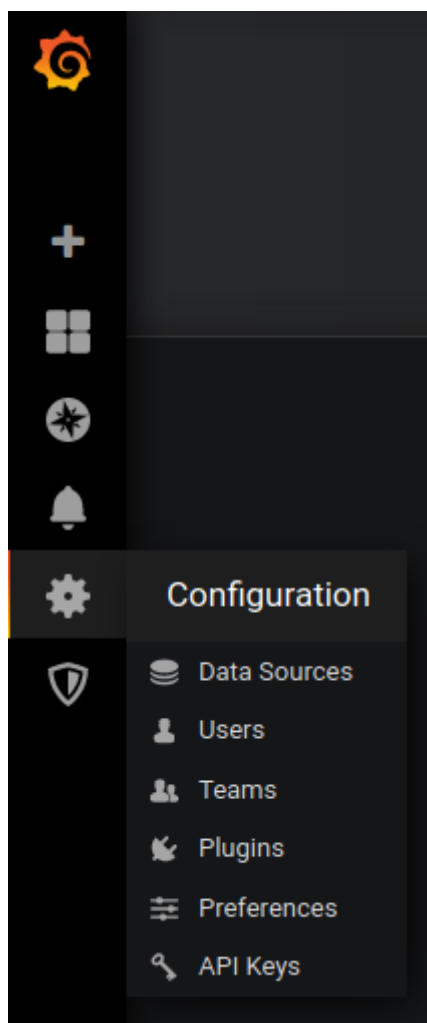 Configuration
Data Sources
Users
Teams
Plugins
Preferences
API Keys